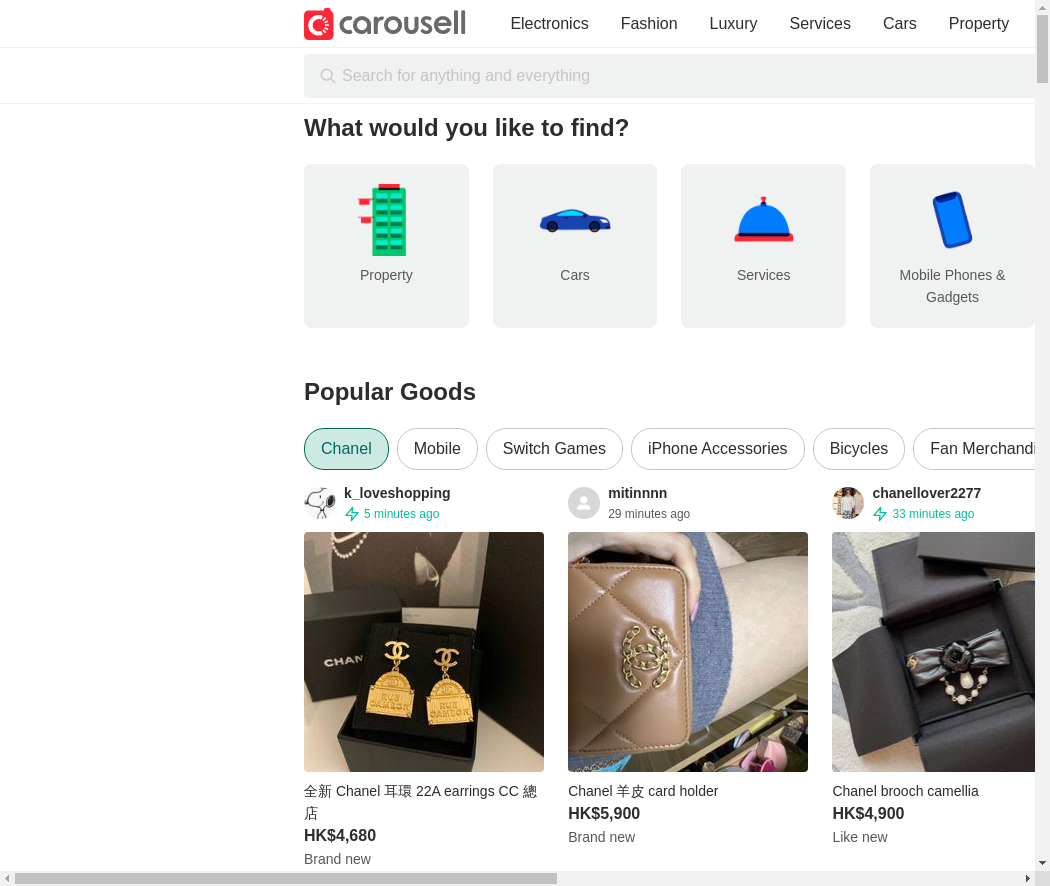 carousell
Electronics Fashion Luxury Services Cars Property
Search for anything and everything
What would you like to find?
Property
Cars
Services
Mobile Phones &
Gadgets
Popular Goods
Chanel Mobile Switch Games iPhone Accessories Bicycles Fan Merchandi
k_loveshopping
5 minutes ago
CHAN
RUE
CAMBON
RUE
CAMBON
全新 Chanel 耳環 22A earrings CC 總
店
HK$4,680
Brand new
mitinnnn
29 minutes ago
Chanel 羊皮 card holder
HK$5,900
Brand new
chanellover2277
33 minutes ago
Chanel brooch camellia
HK$4,900
Like new